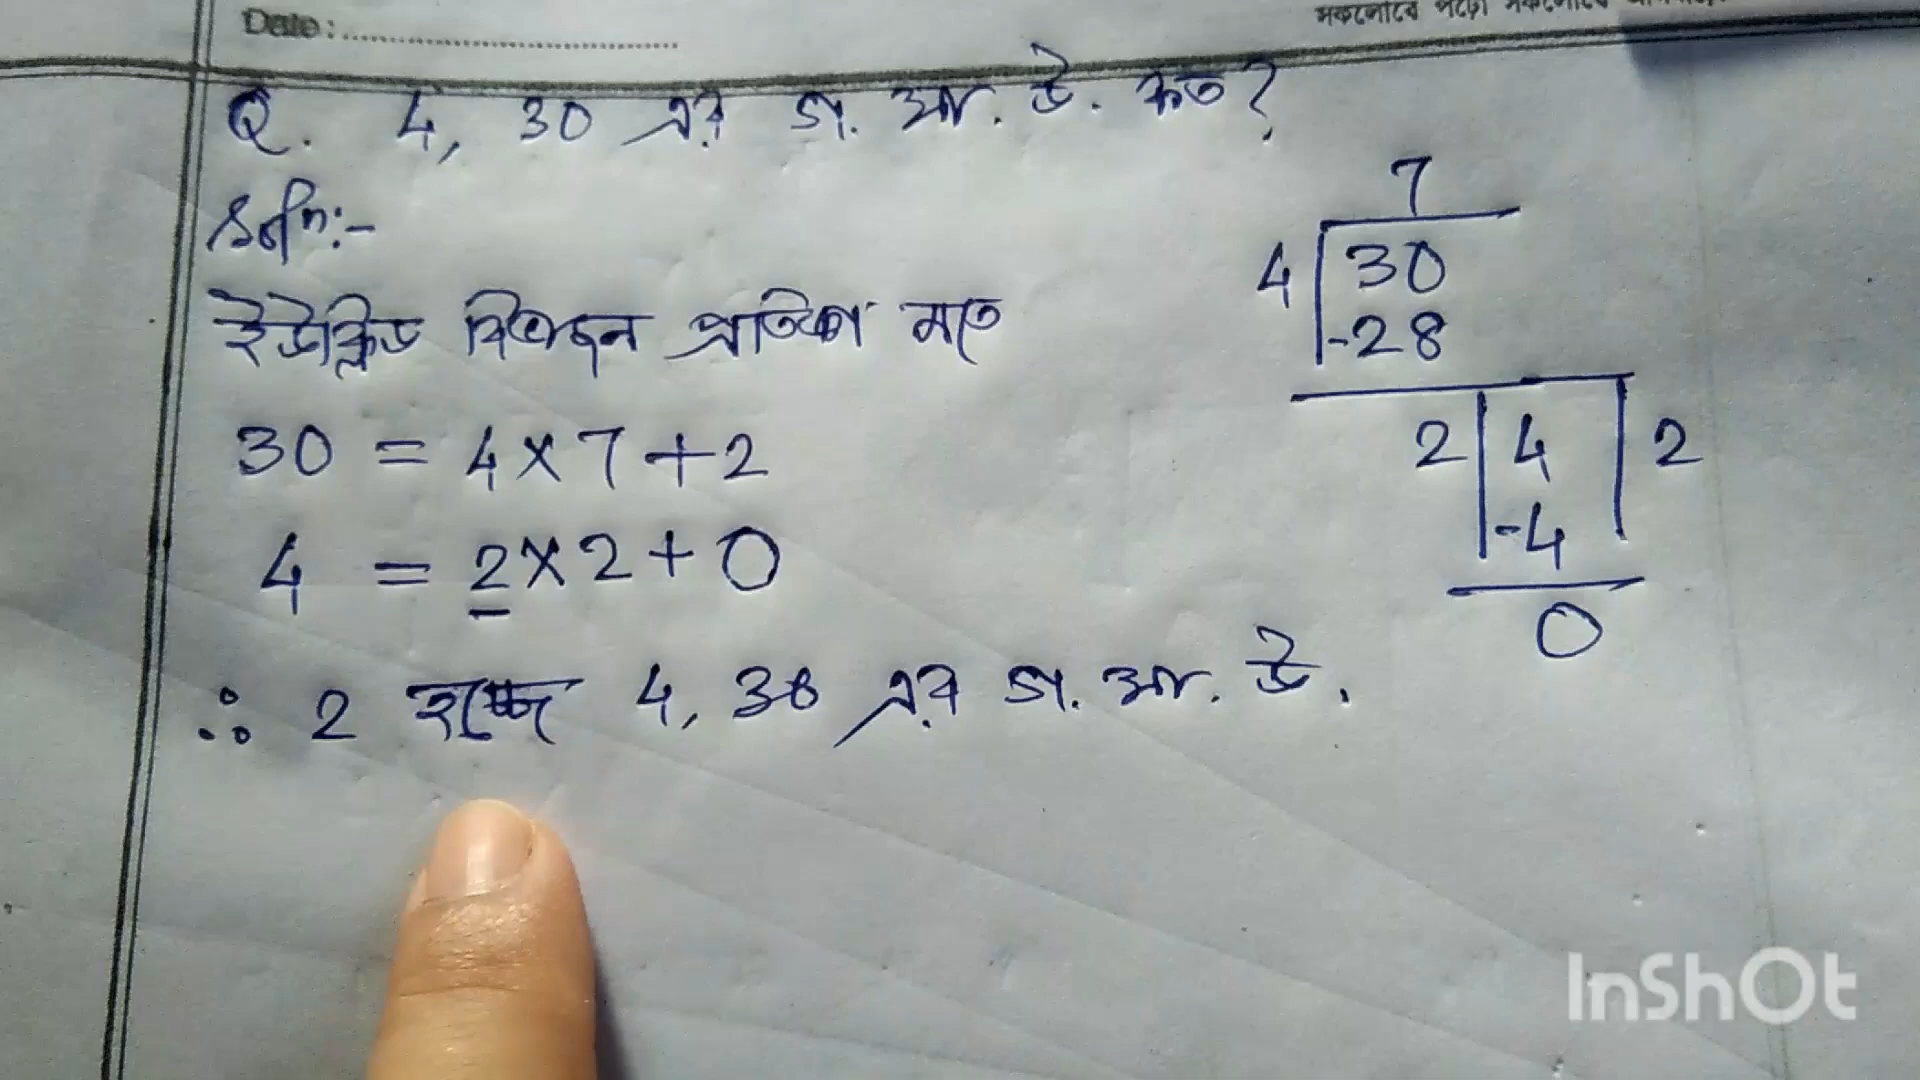 Date:
Q. 4, 30 এর গ. সা. উ. কত?
Soln:-
ইউক্লিড বিভাজন প্রতিজ্ঞা মতে
30 = 4 × 7 + 2
4 = 2 × 2 + 0
∴ 2 হচ্ছে 4, 30 এর গ. সা. উ.
7
4 30
-28
2 4 2
-4
0
InShOt